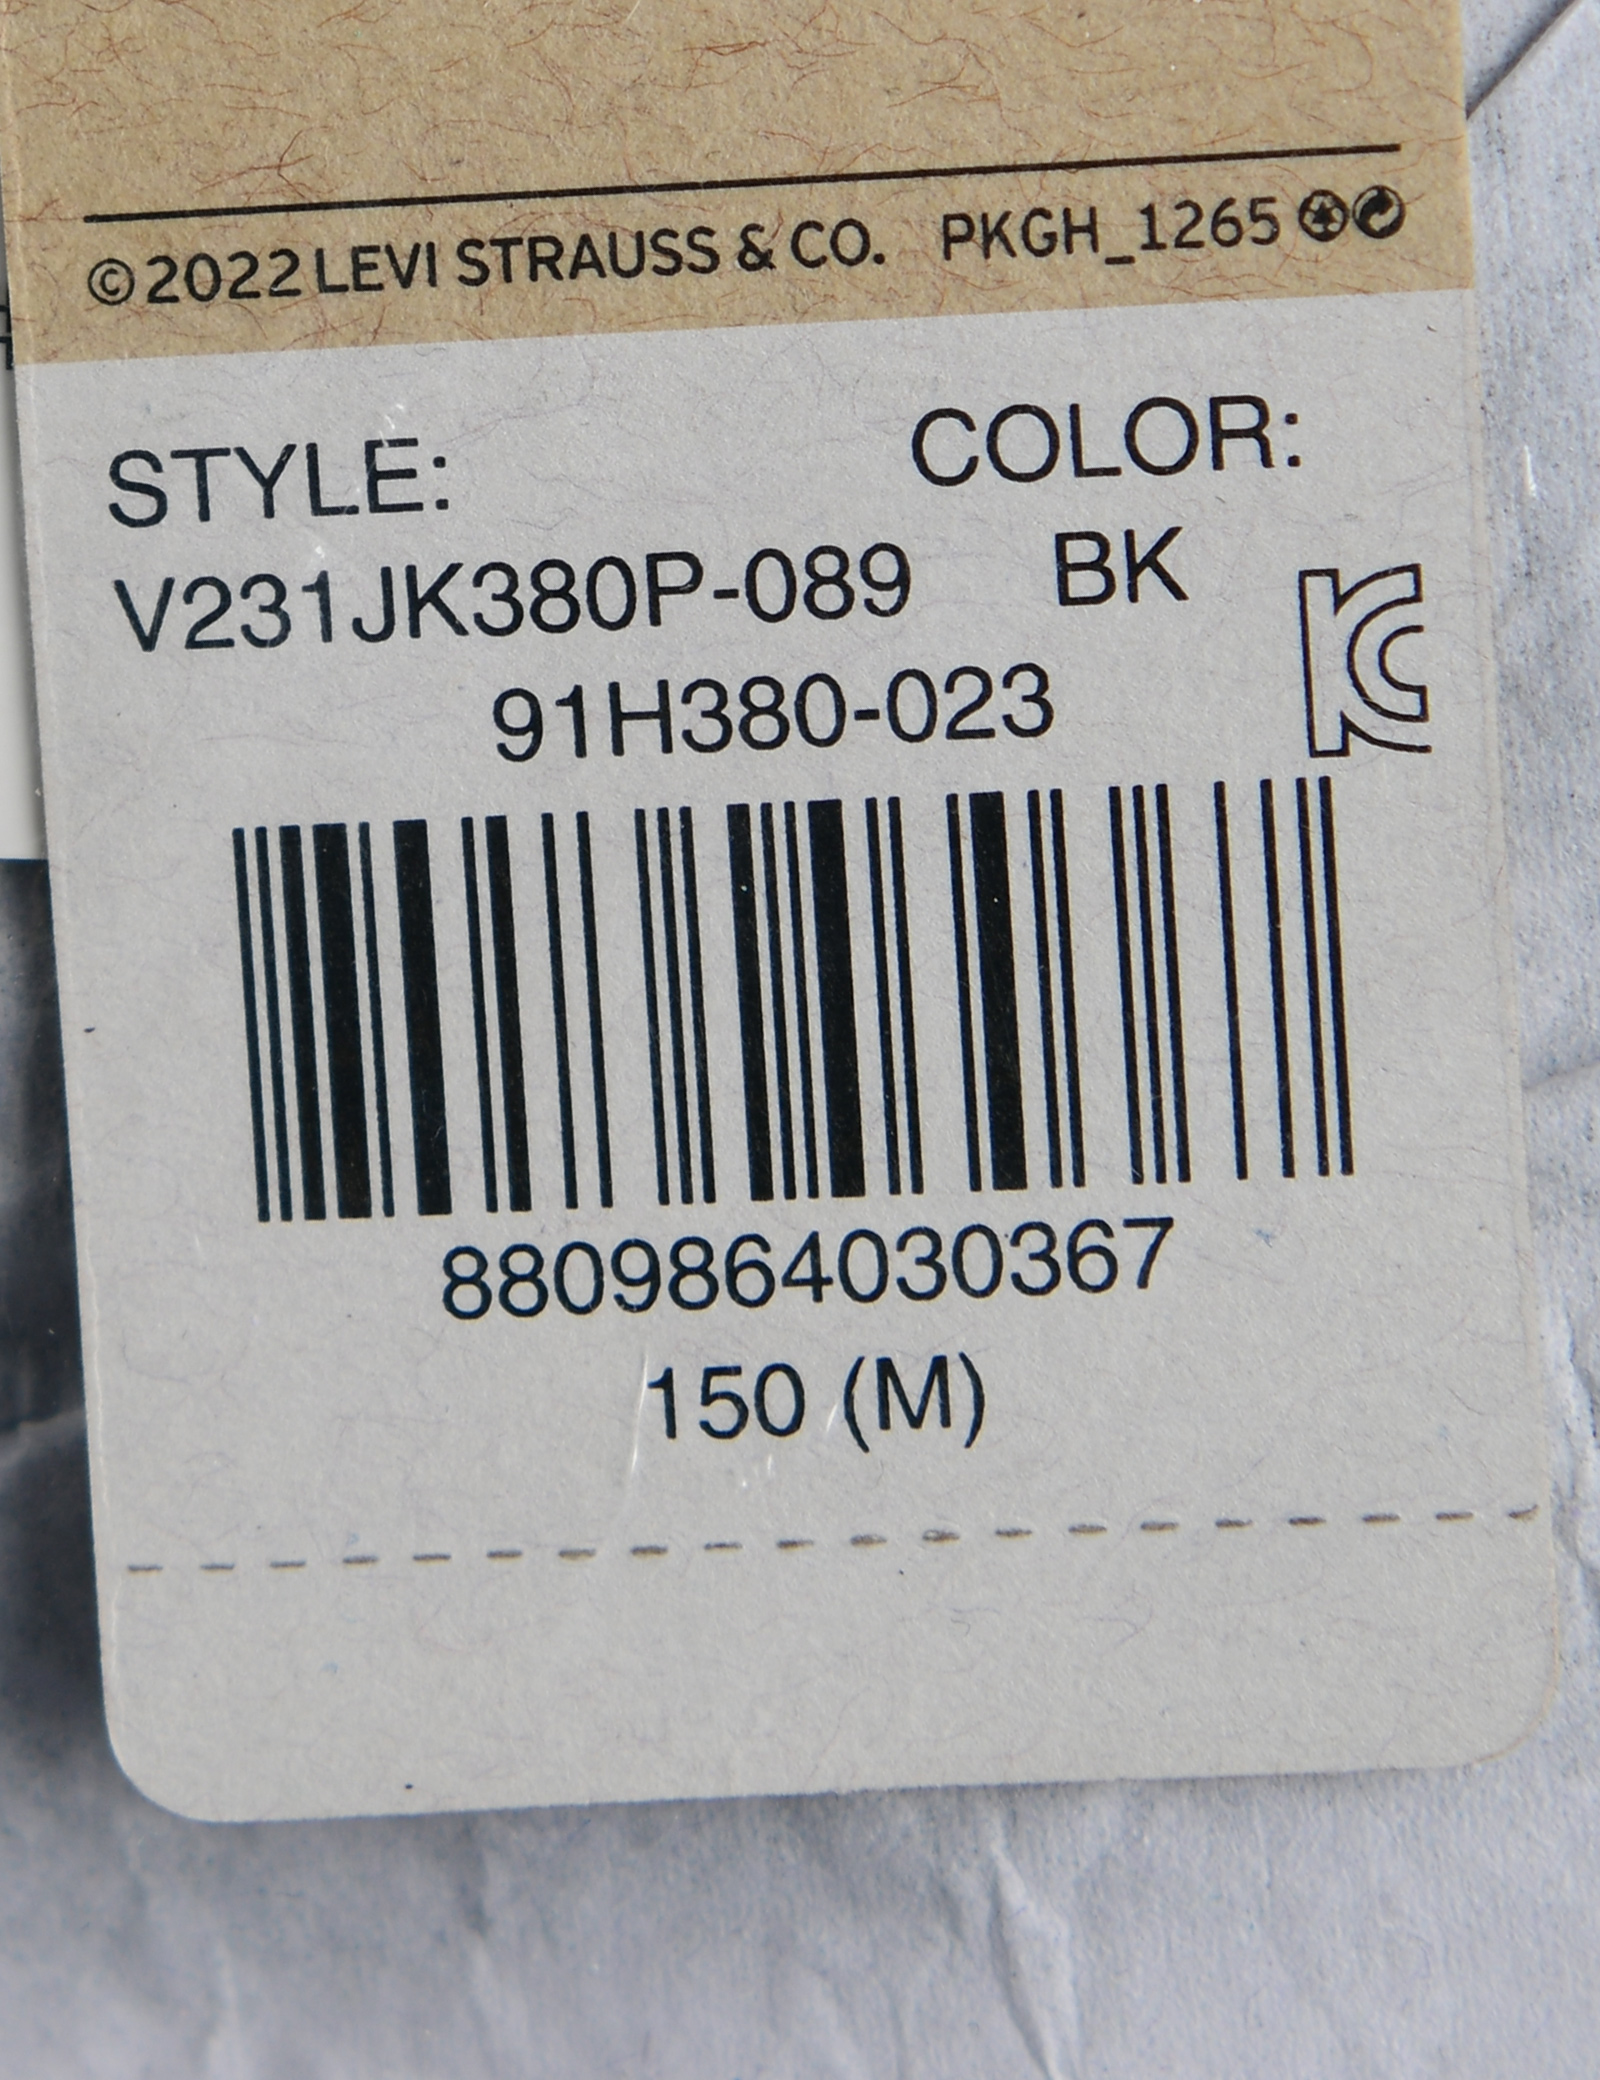 ©2022 LEVI STRAUSS & CO. PKGH_1265
STYLE: COLOR:
V231JK380P-089 BK
91H380-023
8809864030367
150 (M)